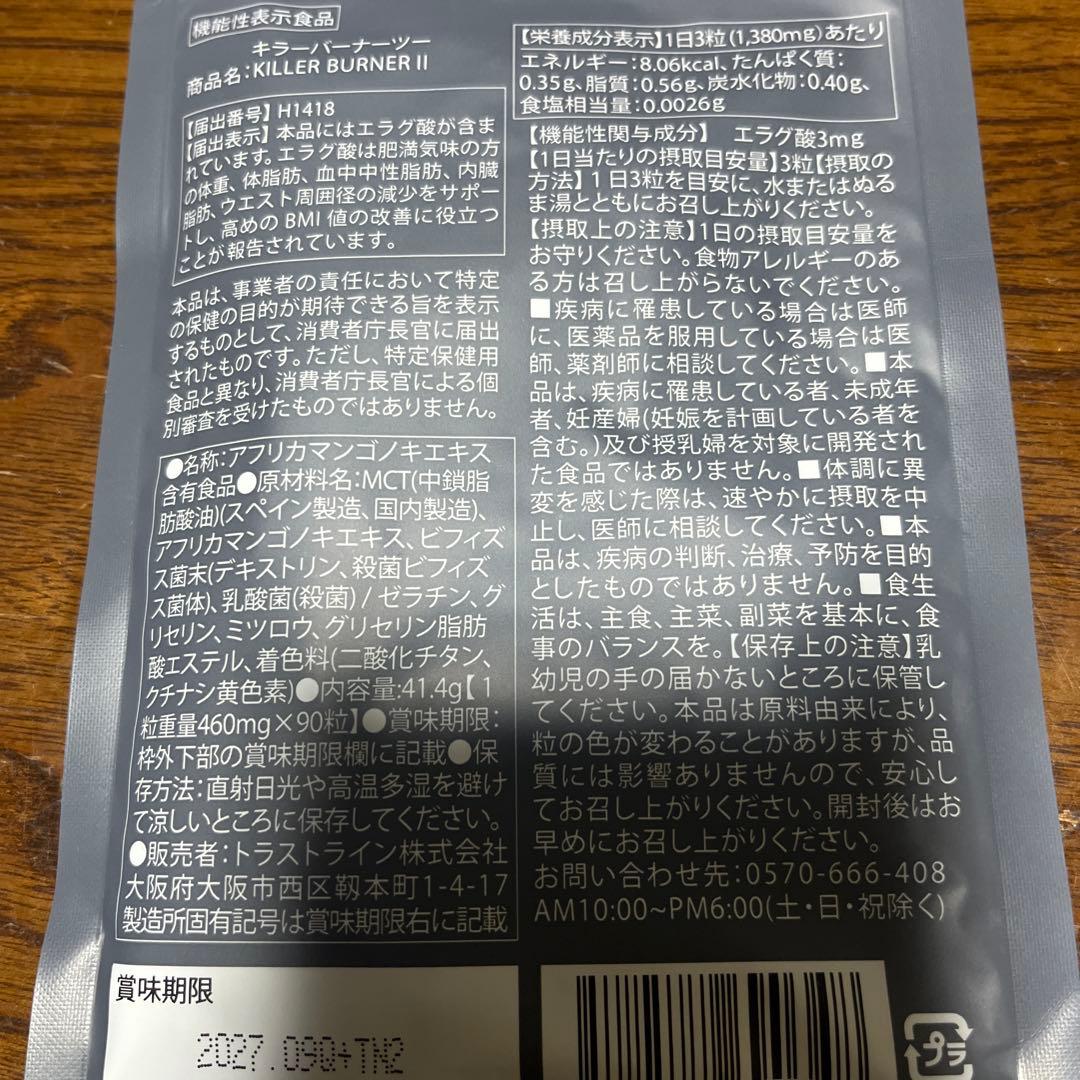 機能性表示食品
キラーバーナーツー
商品名：KILLER BURNER II
【届出番号】H1418
【届出表示】本品にはエラグ酸が含ま
れています。エラグ酸は肥満気味の方
の体重、体脂肪、血中中性脂肪、内臓
脂肪、ウエスト周囲径の減少をサポー
トし、高めのBMI値の改善に役立つ
ことが報告されています。
本品は、事業者の責任において特定
の保健の目的が期待できる旨を表示
するものとして、消費者庁長官に届出
されたものです。ただし、特定保健用
食品と異なり、消費者庁長官による個
別審査を受けたものではありません。
●名称：アフリカマンゴノキエキス
含有食品●原材料名：MCT(中鎖脂
肪酸油)(スペイン製造、国内製造)、
アフリカマンゴノキエキス、ビフィズ
ス菌末(デキストリン、殺菌ビフィズ
ス菌体)、乳酸菌(殺菌) / ゼラチン、グ
リセリン、ミツロウ、グリセリン脂肪
酸エステル、着色料(二酸化チタン、
クチナシ黄色素)●内容量：41.4g【1
粒重量460mg×90粒】●賞味期限：
枠外下部の賞味期限欄に記載●保
存方法：直射日光や高温多湿を避け
て涼しいところに保存してください。
●販売者：トラストライン株式会社
大阪府大阪市西区靱本町1-4-17
製造所固有記号は賞味期限右に記載
賞味期限
2027.09Q+TN2
【栄養成分表示】1日3粒(1,380mg)あたり
エネルギー：8.06kcal、たんぱく質：
0.35g、脂質：0.56g、炭水化物：0.40g、
食塩相当量：0.0026g
【機能性関与成分】 エラグ酸3mg
【1日当たりの摂取目安量】3粒【摂取の
方法】1日3粒を目安に、水またはぬる
ま湯とともにお召し上がりください。
【摂取上の注意】1日の摂取目安量を
お守りください。食物アレルギーのあ
る方は召し上がらないでください。
■疾病に罹患している場合は医師
に、医薬品を服用している場合は医
師、薬剤師に相談してください。■本
品は、疾病に罹患している者、未成年
者、妊産婦(妊娠を計画している者を
含む。)及び授乳婦を対象に開発され
た食品ではありません。■体調に異
変を感じた際は、速やかに摂取を中
止し、医師に相談してください。■本
品は、疾病の判断、治療、予防を目的
としたものではありません。■食生
活は、主食、主菜、副菜を基本に、食
事のバランスを。【保存上の注意】乳
幼児の手の届かないところに保管し
てください。本品は原料由来により、
粒の色が変わることがありますが、品
質には影響ありませんので、安心し
てお召し上がりください。開封後はお
早めにお召し上がりください。
お問い合わせ先：0570-666-408
AM10:00~PM6:00(土・日・祝除く)
プラ